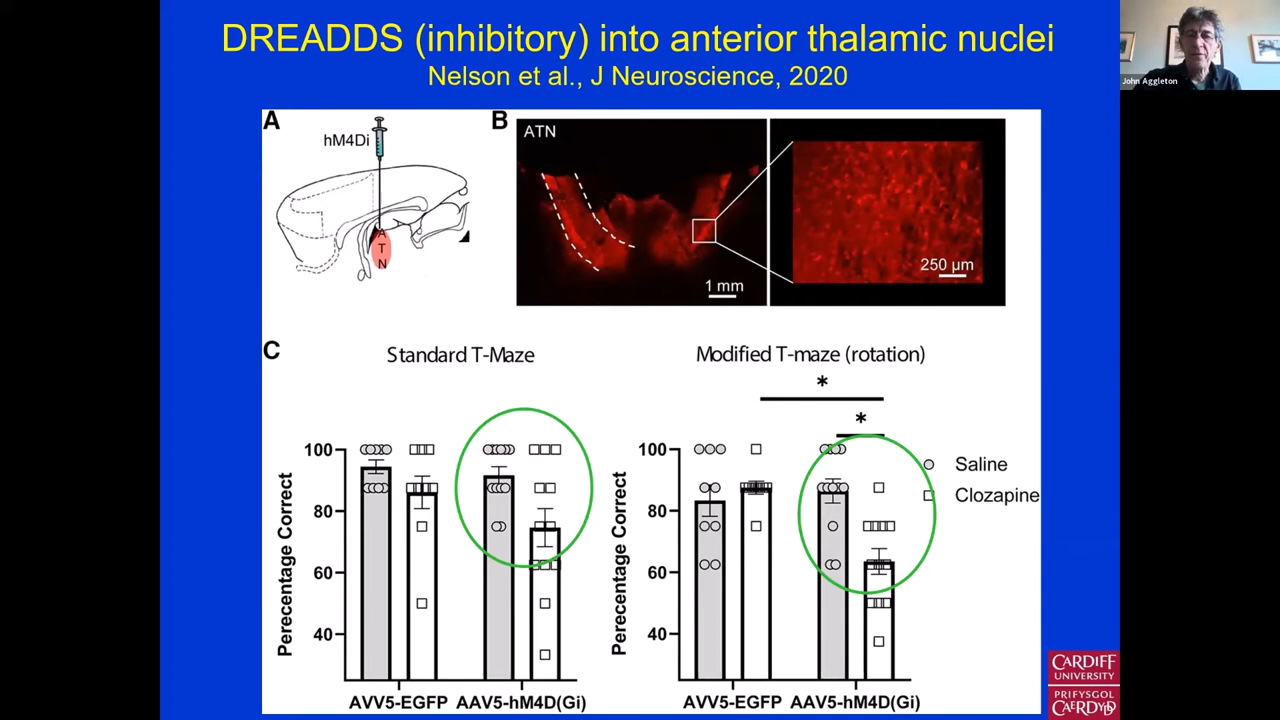 DREADDS (inhibitory) into anterior thalamic nuclei
Nelson et al., J Neuroscience, 2020
John Aggleton
A
hM4Di
A
T
N
B
ATN
1 mm
250 µm
C
Standard T-Maze
Modified T-maze (rotation)
*
*
Perecentage Correct
100
80
60
40
AVV5-EGFP
AAV5-hM4D(Gi)
Perecentage Correct
100
80
60
40
AVV5-EGFP
AAV5-hM4D(Gi)
Saline
Clozapine
CARDIFF
UNIVERSITY
PRIFYSGOL
CAERDYDD